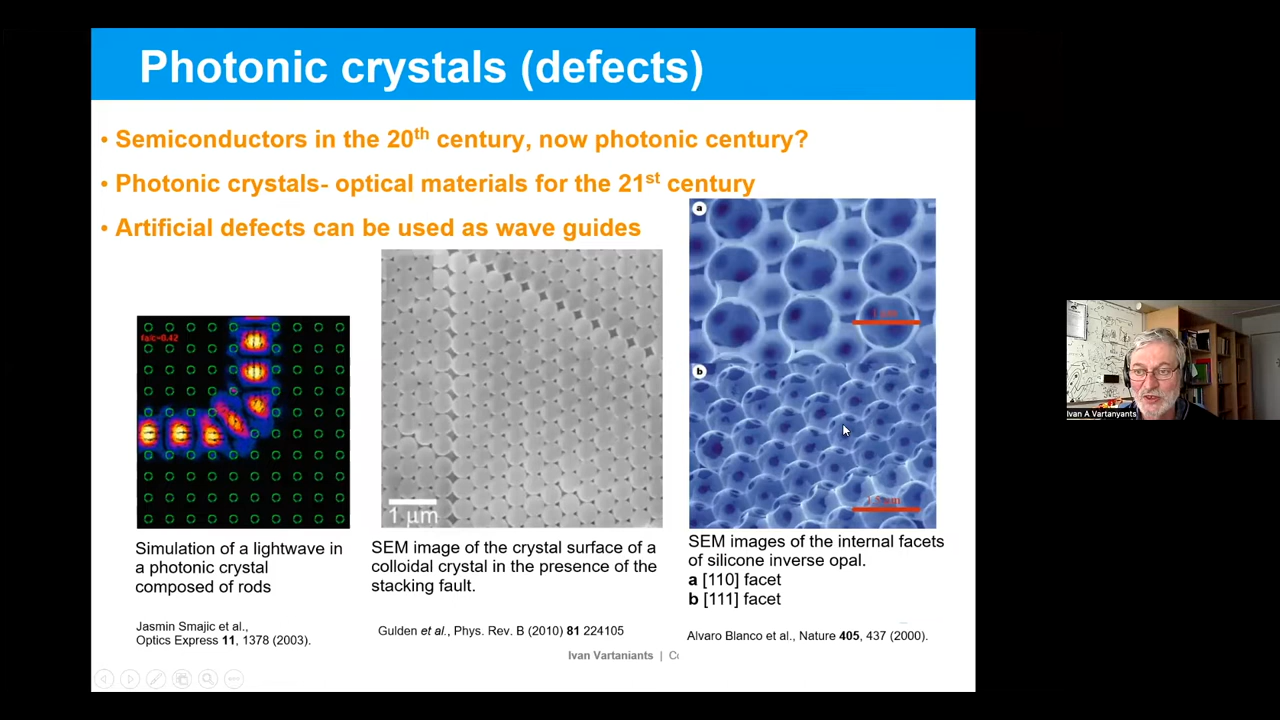 Photonic crystals (defects)
• Semiconductors in the 20th century, now photonic century?
• Photonic crystals- optical materials for the 21st century
• Artificial defects can be used as wave guides
fa/c=0.42
Simulation of a lightwave in
a photonic crystal
composed of rods
Jasmin Smajic et al.,
Optics Express 11, 1378 (2003).
1 μm
SEM image of the crystal surface of a
colloidal crystal in the presence of the
stacking fault.
Gulden et al., Phys. Rev. B (2010) 81 224105
a
b
SEM images of the internal facets
of silicone inverse opal.
a [110] facet
b [111] facet
Alvaro Blanco et al., Nature 405, 437 (2000).
Ivan Vartaniants |
Ivan A Vartanyants